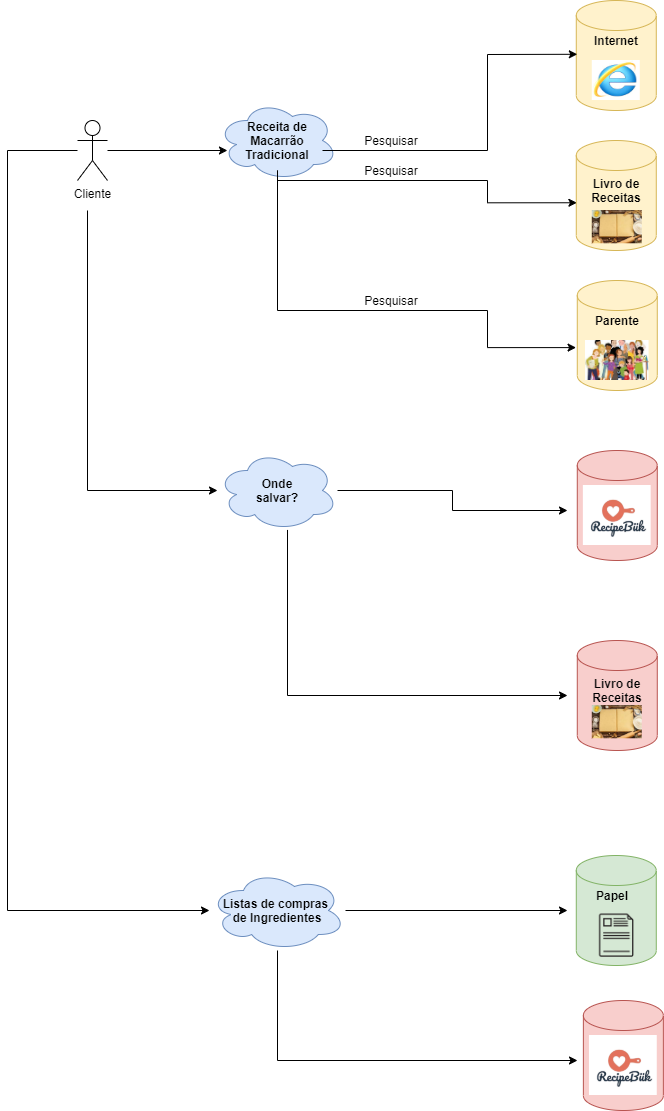 Internet
Receita de
Macarrão
Tradicional
Pesquisar
Pesquisar
Cliente
Livro de
Receitas
Pesquisar
Parente
Onde
salvar?
RecipeBük
Livro de
Receitas
Listas de compras
de Ingredientes
Papel
RecipeBük